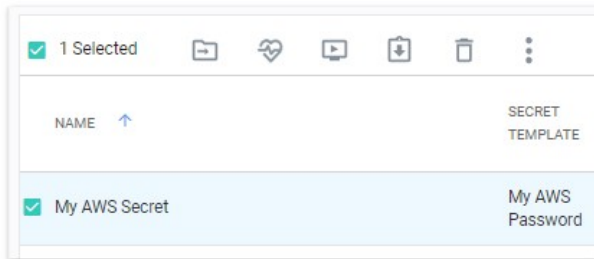 1 Selected
NAME
SECRET
TEMPLATE
My AWS Secret
My AWS
Password